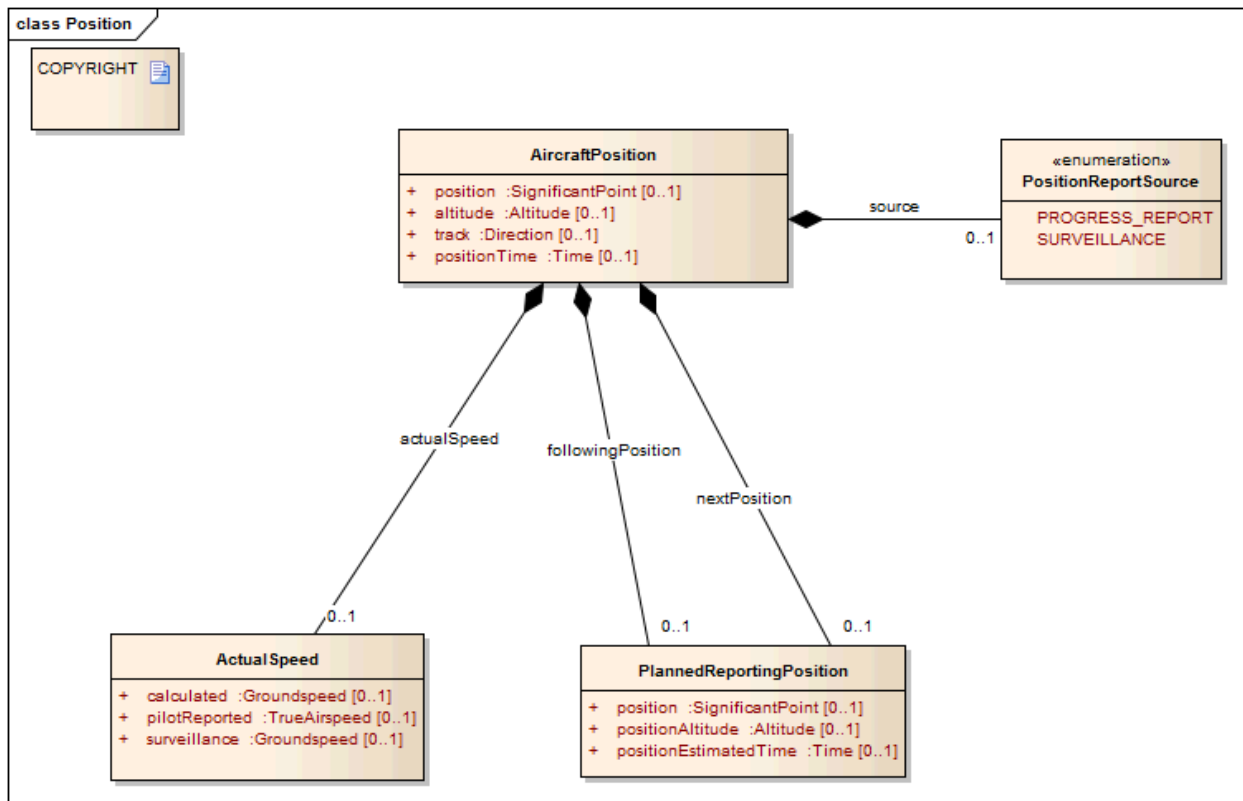 class Position
COPYRIGHT
AircraftPosition
+ position :SignificantPoint [0..1]
+ altitude :Altitude [0..1]
+ track :Direction [0..1]
+ positionTime :Time [0..1]
source
0..1
«enumeration»
PositionReportSource
PROGRESS_REPORT
SURVEILLANCE
actualSpeed
followingPosition
nextPosition
0..1
0..1
0..1
ActualSpeed
+ calculated :Groundspeed [0..1]
+ pilotReported :TrueAirspeed [0..1]
+ surveillance :Groundspeed [0..1]
PlannedReportingPosition
+ position :SignificantPoint [0..1]
+ positionAltitude :Altitude [0..1]
+ positionEstimatedTime :Time [0..1]